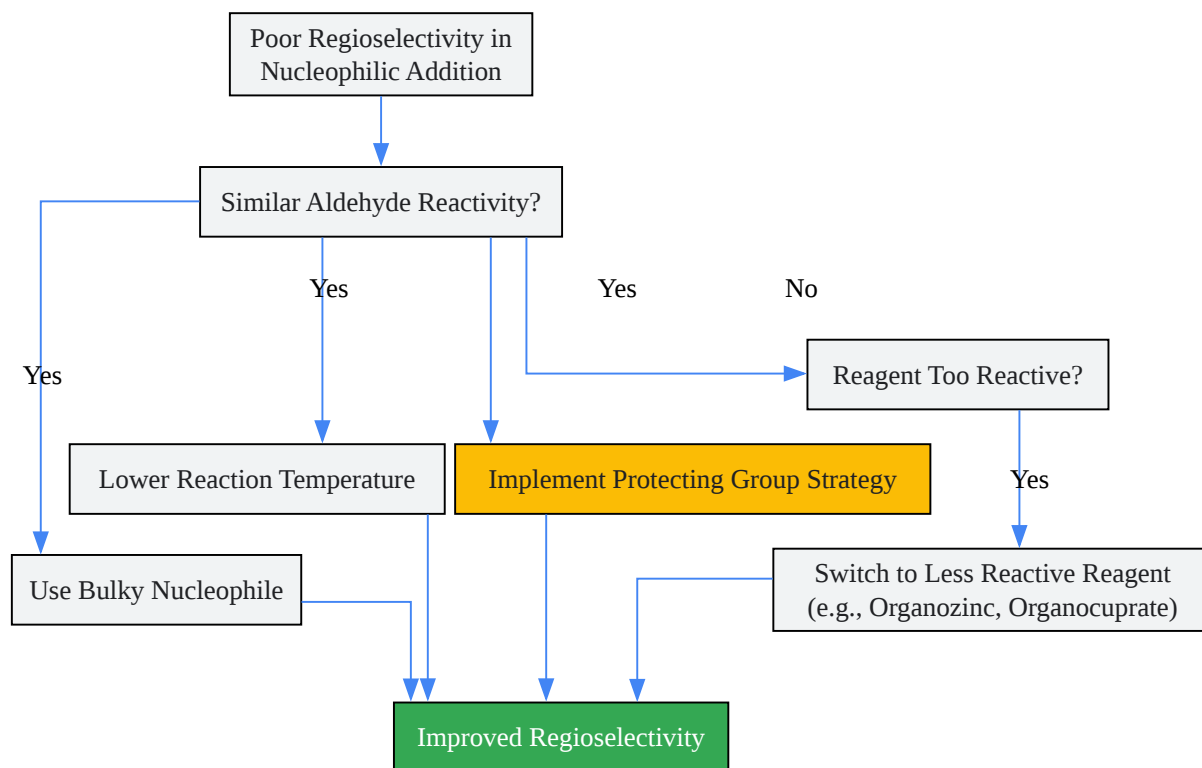 Poor Regioselectivity in
Nucleophilic Addition
Similar Aldehyde Reactivity?
Yes
Yes
No
Yes
Reagent Too Reactive?
Lower Reaction Temperature
Implement Protecting Group Strategy
Yes
Use Bulky Nucleophile
Switch to Less Reactive Reagent
(e.g., Organozinc, Organocuprate)
Improved Regioselectivity